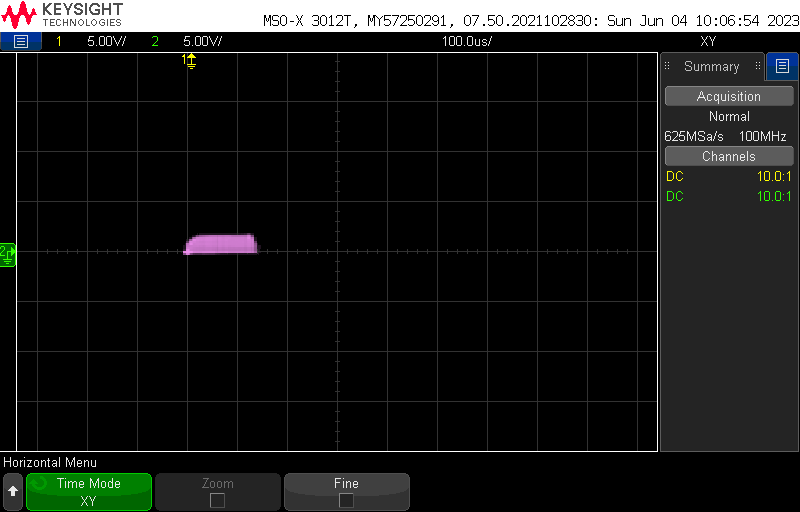 KEYSIGHT
TECHNOLOGIES
MSO-X 3012T, MY57250291, 07.50.2021102830: Sun Jun 04 10:06:54 2023
1 5.00V/ 2 5.00V/ 100.0us/ XY
1
2
Summary
Acquisition
Normal
625MSa/s 100MHz
Channels
DC 10.0:1
DC 10.0:1
Horizontal Menu
Time Mode
XY
Zoom
Fine